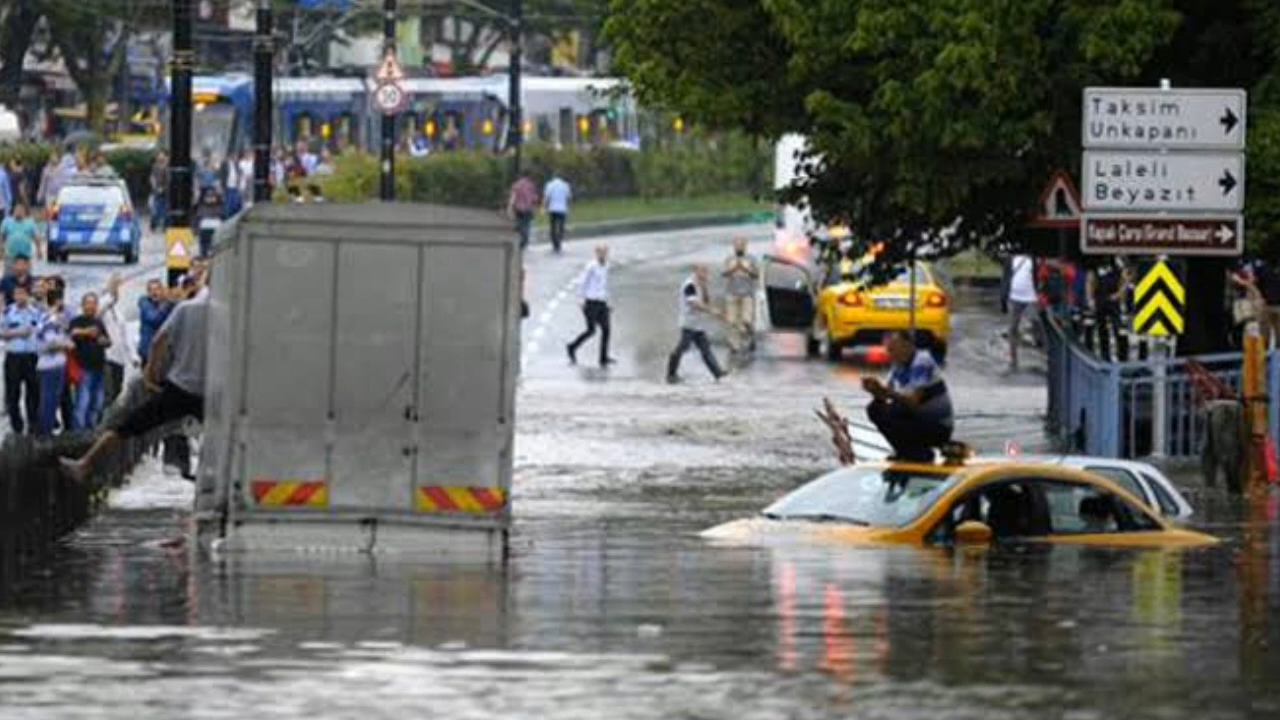 Taksim
Unkapanı
Laleli
Beyazıt
Kapalı Çarşı(Grand Bazaar)
30